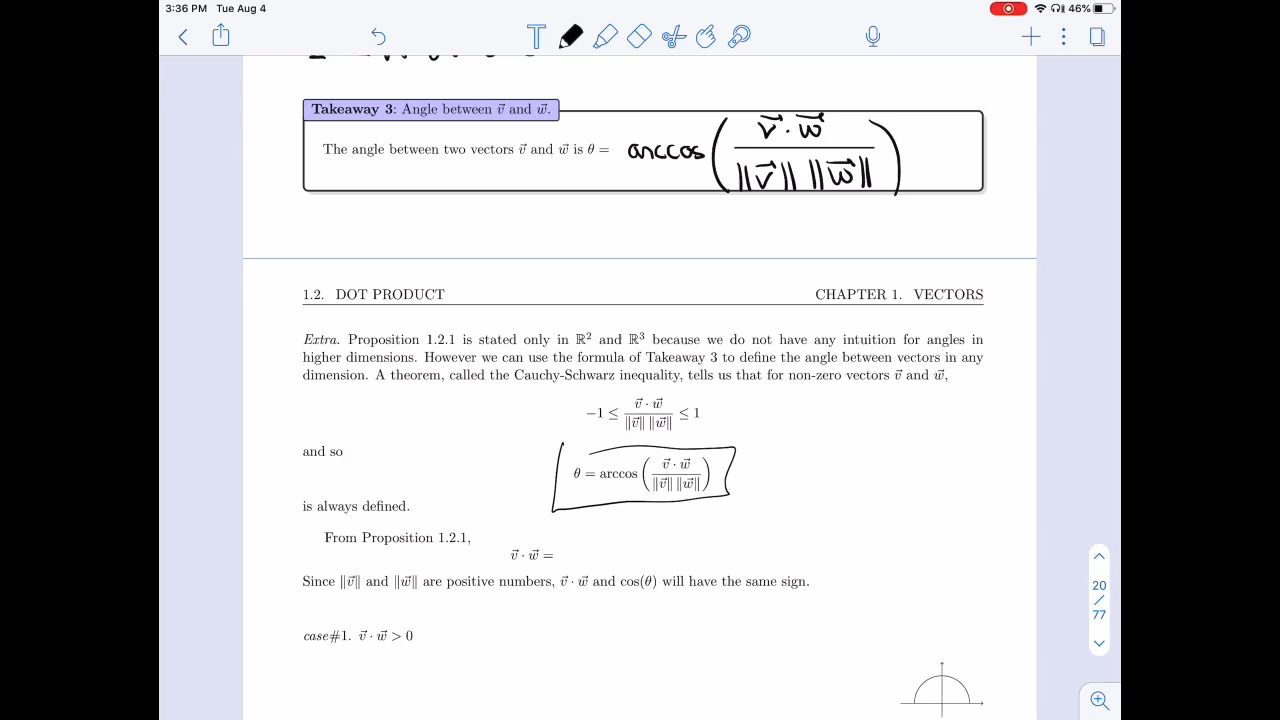 3:36 PM Tue Aug 4 46%
Takeaway 3: Angle between v⃗ and w⃗.
The angle between two vectors v⃗ and w⃗ is θ = arccos( v⃗ · w⃗ / ‖v⃗‖ ‖w⃗‖ )
1.2. DOT PRODUCT CHAPTER 1. VECTORS
Extra. Proposition 1.2.1 is stated only in ℝ² and ℝ³ because we do not have any intuition for angles in
higher dimensions. However we can use the formula of Takeaway 3 to define the angle between vectors in any
dimension. A theorem, called the Cauchy-Schwarz inequality, tells us that for non-zero vectors v⃗ and w⃗,
−1 ≤ v⃗ · w⃗ / ‖v⃗‖ ‖w⃗‖ ≤ 1
and so
θ = arccos( v⃗ · w⃗ / ‖v⃗‖ ‖w⃗‖ )
is always defined.
From Proposition 1.2.1,
v⃗ · w⃗ =
Since ‖v⃗‖ and ‖w⃗‖ are positive numbers, v⃗ · w⃗ and cos(θ) will have the same sign.
case#1. v⃗ · w⃗ > 0
20
/
77